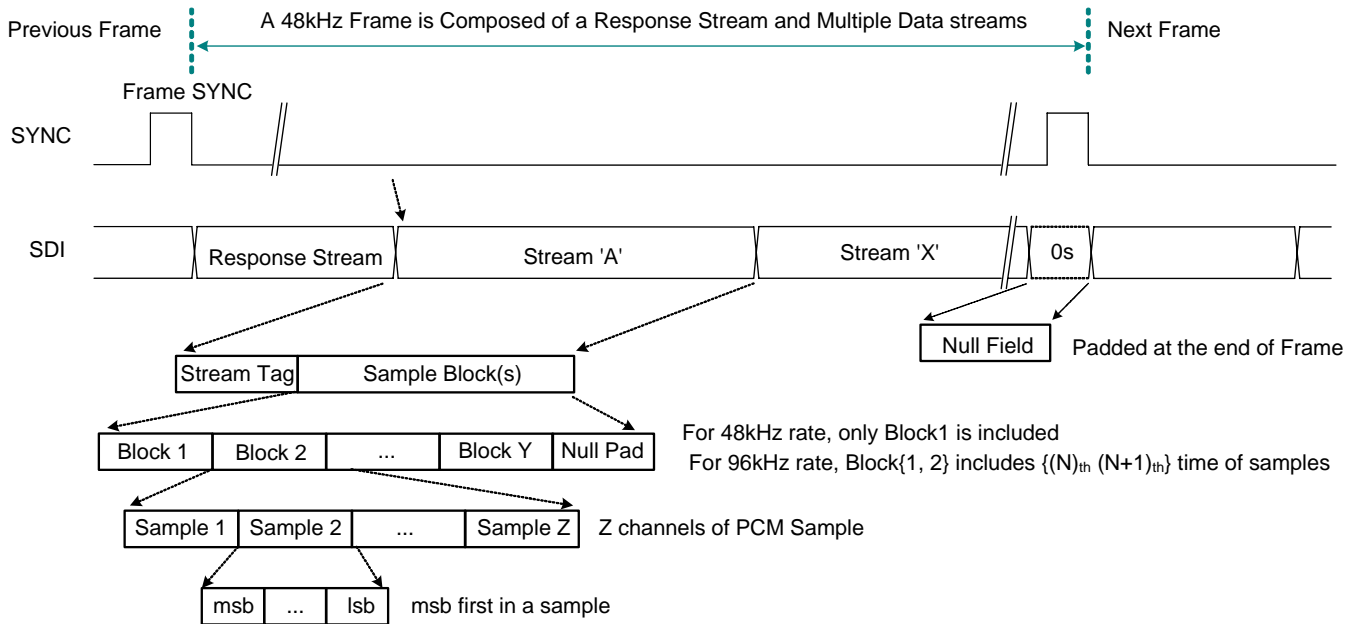 A 48kHz Frame is Composed of a Response Stream and Multiple Data streams
Previous Frame
Next Frame
Frame SYNC
SYNC
SDI
Response Stream
Stream 'A'
Stream 'X'
0s
Null Field
Padded at the end of Frame
Stream Tag
Sample Block(s)
Block 1
Block 2
...
Block Y
Null Pad
For 48kHz rate, only Block1 is included
For 96kHz rate, Block{1, 2} includes {(N)th (N+1)th} time of samples
Sample 1
Sample 2
...
Sample Z
Z channels of PCM Sample
msb
...
lsb
msb first in a sample